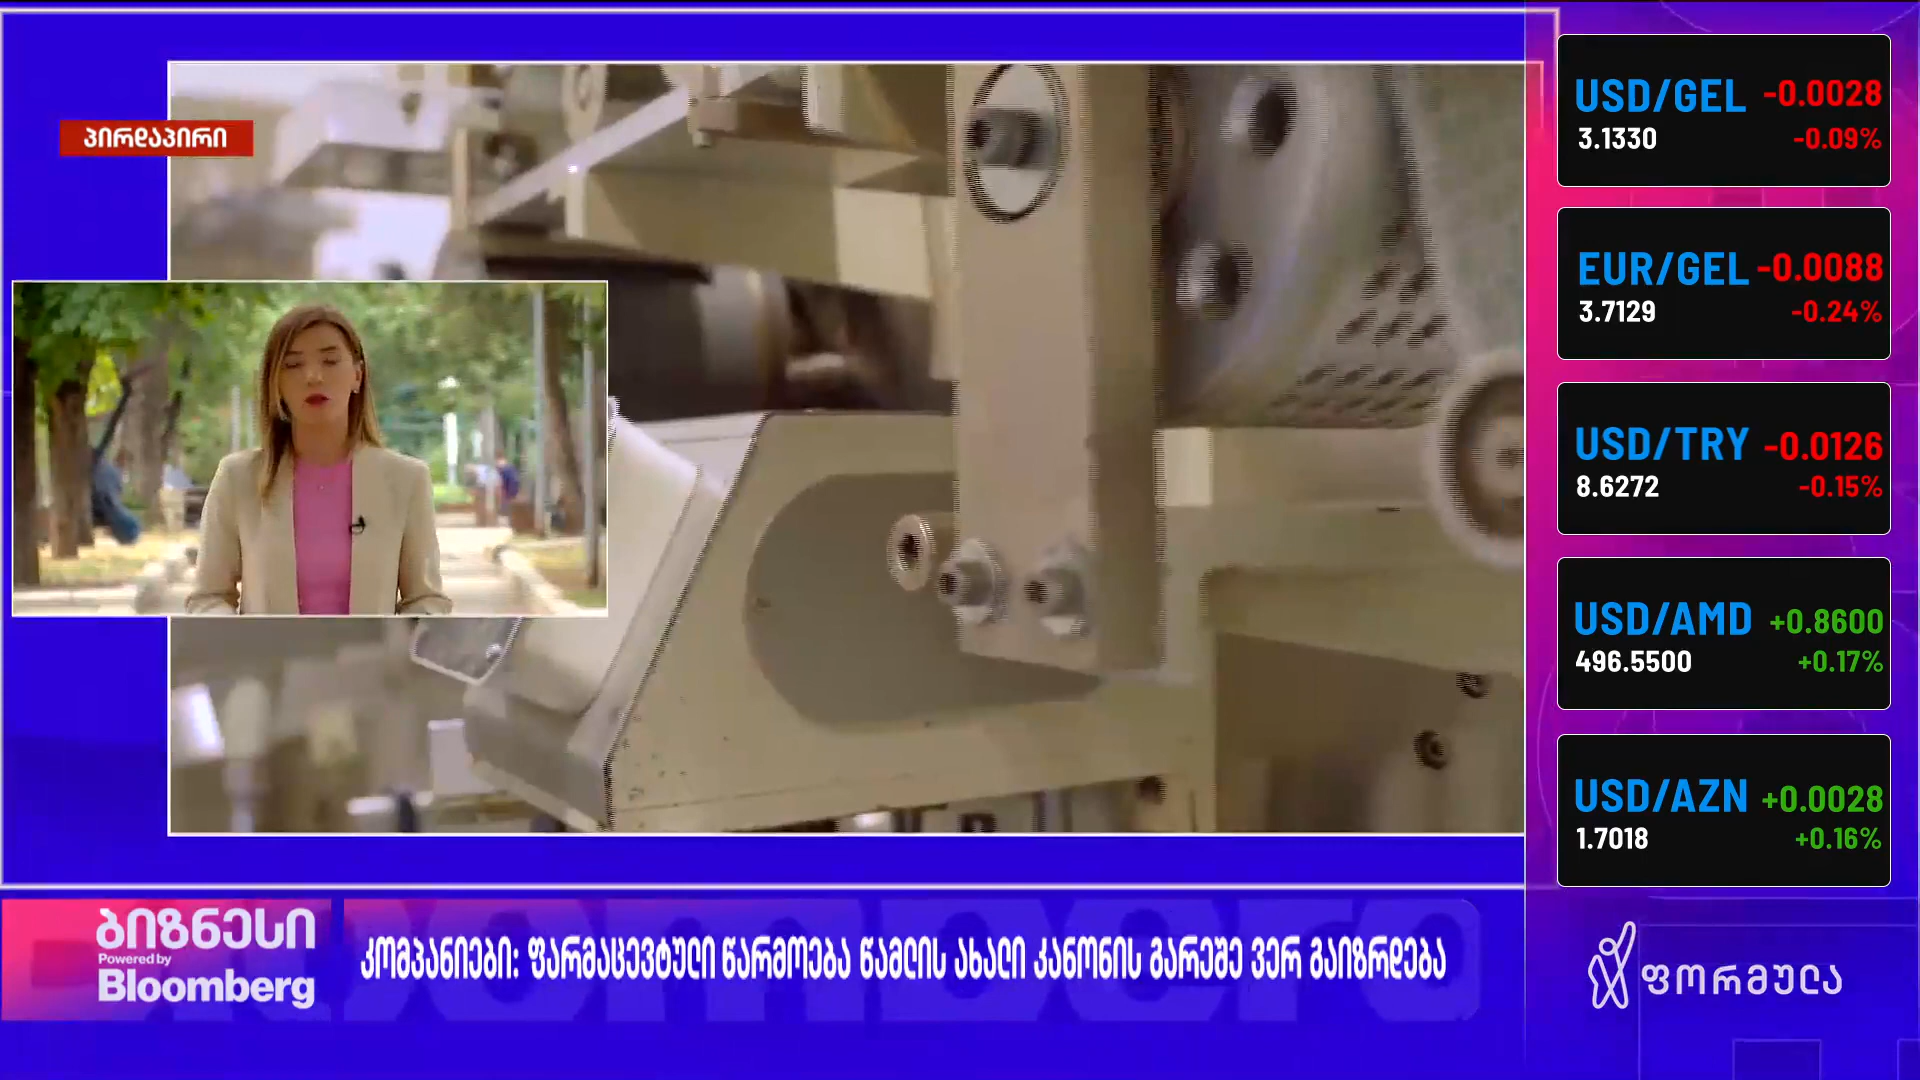 პირდაპირი
USD/GEL -0.0028
3.1330 -0.09%
EUR/GEL -0.0088
3.7129 -0.24%
USD/TRY -0.0126
8.6272 -0.15%
USD/AMD +0.8600
496.5500 +0.17%
USD/AZN +0.0028
1.7018 +0.16%
ბიზნესი
Powered by
Bloomberg
კომპანიები: ფარმაცევტული წარმოება წამლის ახალი კანონის გარეშე ვერ გაიზრდება
ფორმულა